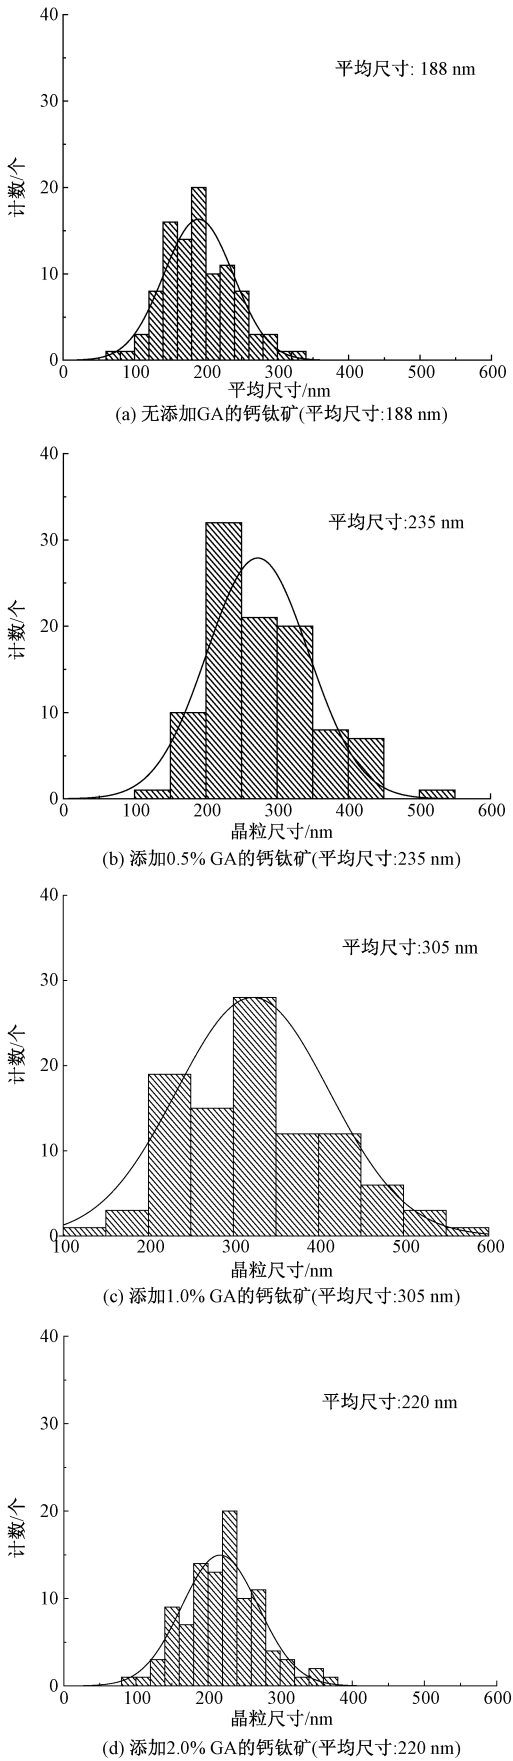 40
平均尺寸: 188 nm
30
计数/个
20
10
0
0 100 200 300 400 500 600
平均尺寸/nm
(a) 无添加GA的钙钛矿(平均尺寸:188 nm)
40
平均尺寸:235 nm
30
计数/个
20
10
0
0 100 200 300 400 500 600
晶粒尺寸/nm
(b) 添加0.5% GA的钙钛矿(平均尺寸:235 nm)
40
平均尺寸:305 nm
30
计数/个
20
10
0
100 200 300 400 500 600
晶粒尺寸/nm
(c) 添加1.0% GA的钙钛矿(平均尺寸:305 nm)
40
平均尺寸:220 nm
30
计数/个
20
10
0
0 100 200 300 400 500 600
晶粒尺寸/nm
(d) 添加2.0% GA的钙钛矿(平均尺寸:220 nm)